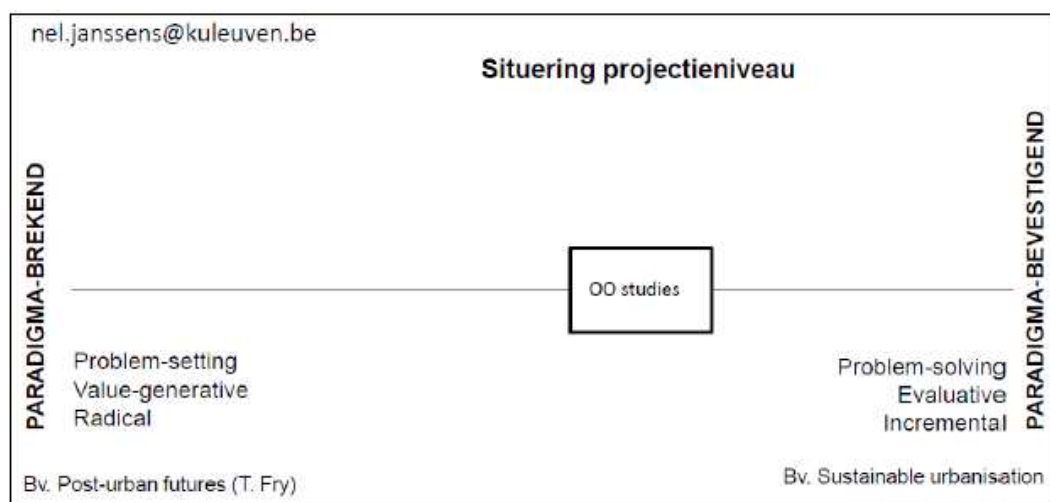 nel.janssens@kuleuven.be
Situering projectieniveau
PARADIGMA-BREKEND
PARADIGMA-BEVESTIGEND
OO studies
Problem-setting
Value-generative
Radical
Problem-solving
Evaluative
Incremental
Bv. Post-urban futures (T. Fry)
Bv. Sustainable urbanisation